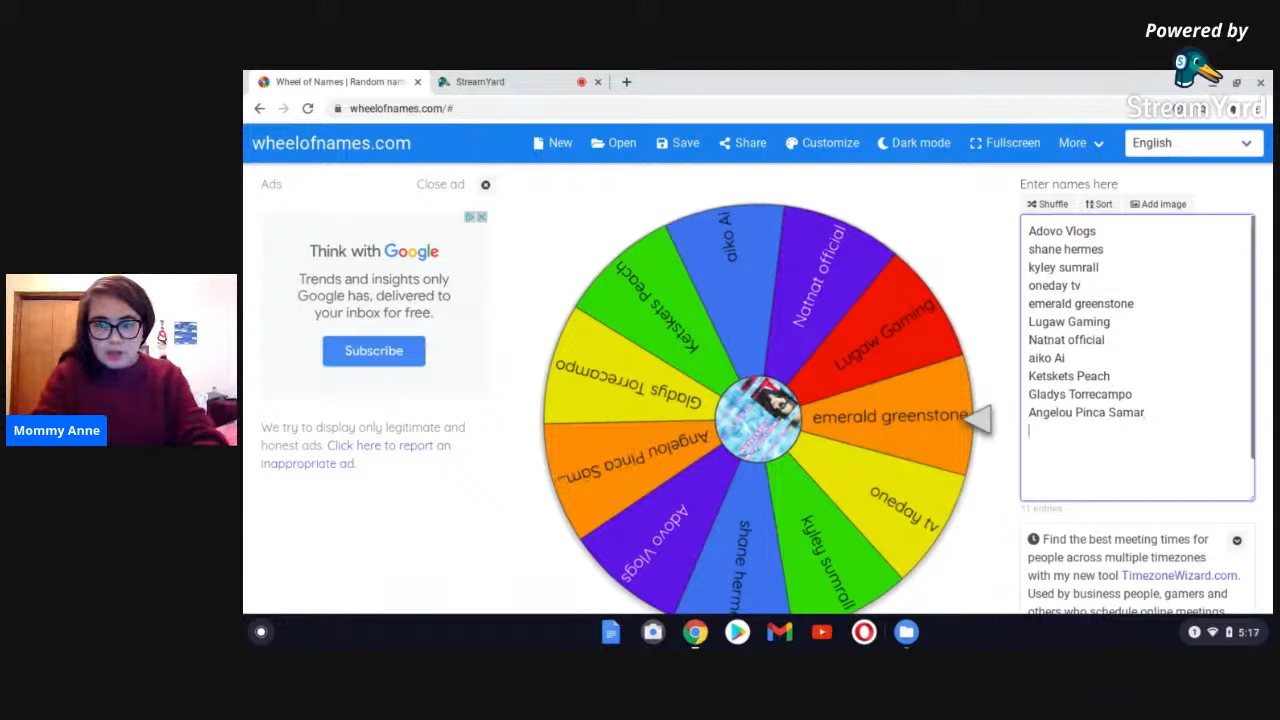 Powered by
StreamYard
Wheel of Names | Random nam
StreamYard
wheelofnames.com/#
wheelofnames.com
New
Open
Save
Share
Customize
Dark mode
Fullscreen
More
English
Ads
Close ad
Think with Google
Trends and insights only
Google has, delivered to
your inbox for free.
Subscribe
We try to display only legitimate and
honest ads. Click here to report an
inappropriate ad.
aiko Ai
Natnat official
Lugaw Gaming
emerald greenstone
oneday tv
kyley sumrall
shane herme
Adovo Vlogs
Angelou Pinca Sam...
Gladys Torrecampo
Ketskets Peach
Enter names here
Shuffle
Sort
Add image
Adovo Vlogs
shane hermes
kyley sumrall
oneday tv
emerald greenstone
Lugaw Gaming
Natnat official
aiko Ai
Ketskets Peach
Gladys Torrecampo
Angelou Pinca Samar
11 entries
Find the best meeting times for
people across multiple timezones
with my new tool TimezoneWizard.com.
Used by business people, gamers and
others who schedule online meetings
Mommy Anne
1
5:17